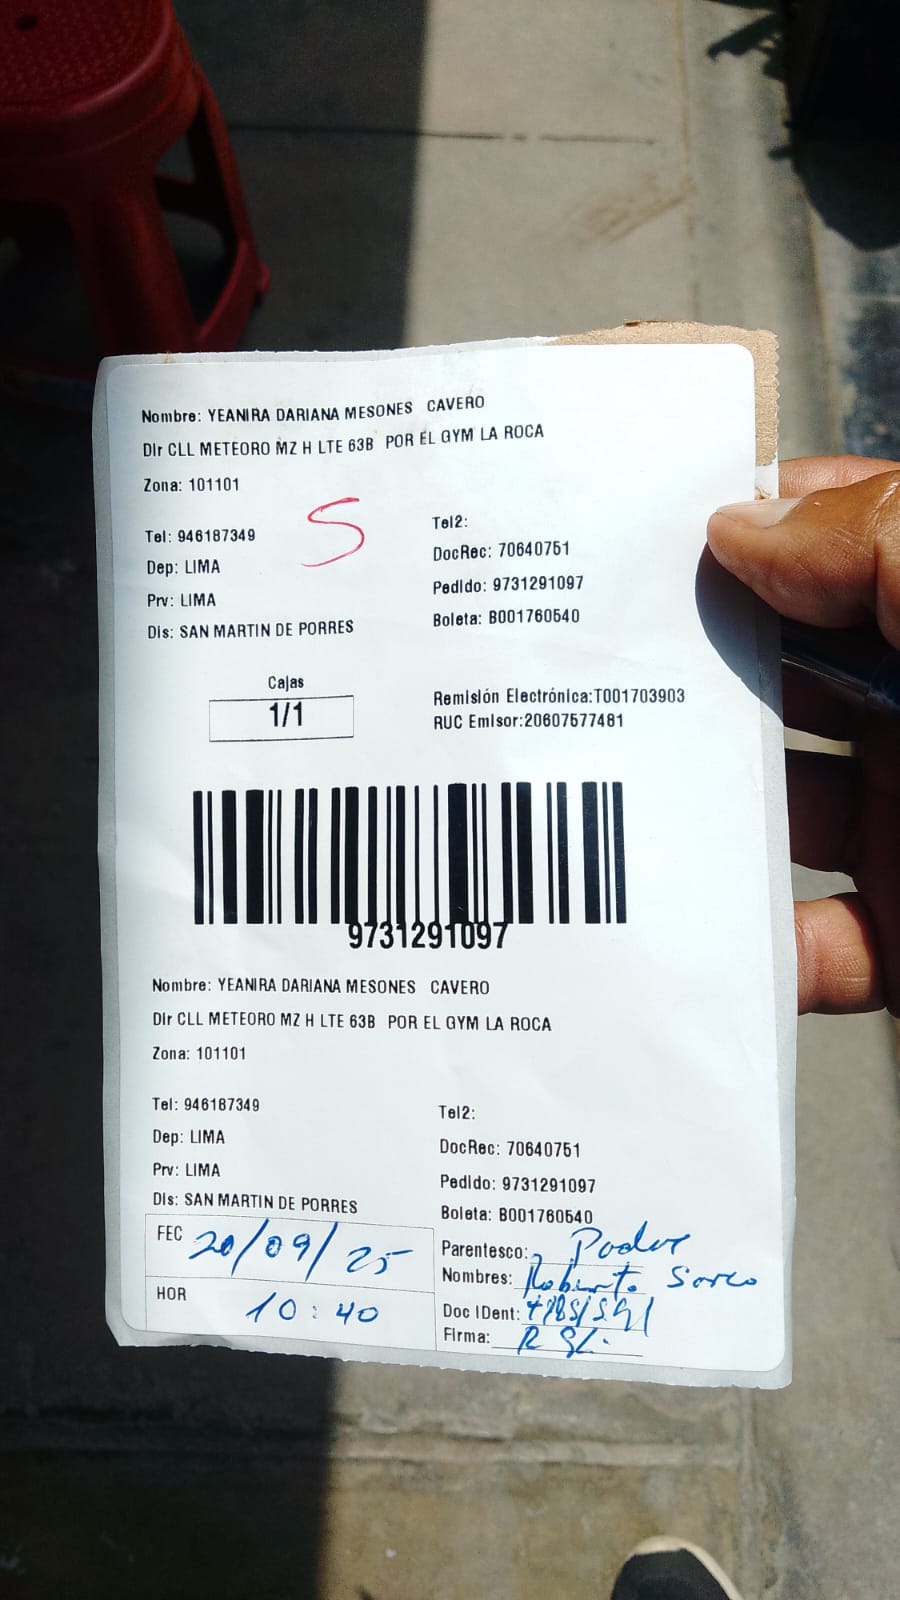 Nombre: YEANIRA DARIANA MESONES CAVERO
Dir CLL METEORO MZ H LTE 63B POR EL GYM LA ROCA
Zona: 101101
S
Tel: 946187349
Dep: LIMA
Prv: LIMA
Dis: SAN MARTIN DE PORRES
Tel2:
DocRec: 70640751
Pedido: 9731291097
Boleta: B001760540
Cajas
1/1
Remisión Electrónica:T001703903
RUC Emisor:20607577481
9731291097
Nombre: YEANIRA DARIANA MESONES CAVERO
Dir CLL METEORO MZ H LTE 63B POR EL GYM LA ROCA
Zona: 101101
Tel: 946187349
Dep: LIMA
Prv: LIMA
Dis: SAN MARTIN DE PORRES
Tel2:
DocRec: 70640751
Pedido: 9731291097
Boleta: B001760540
FEC 20/09/25
HOR 10:40
Parentesco: Padre
Nombres: Roberto
Doc IDent:
Firma: